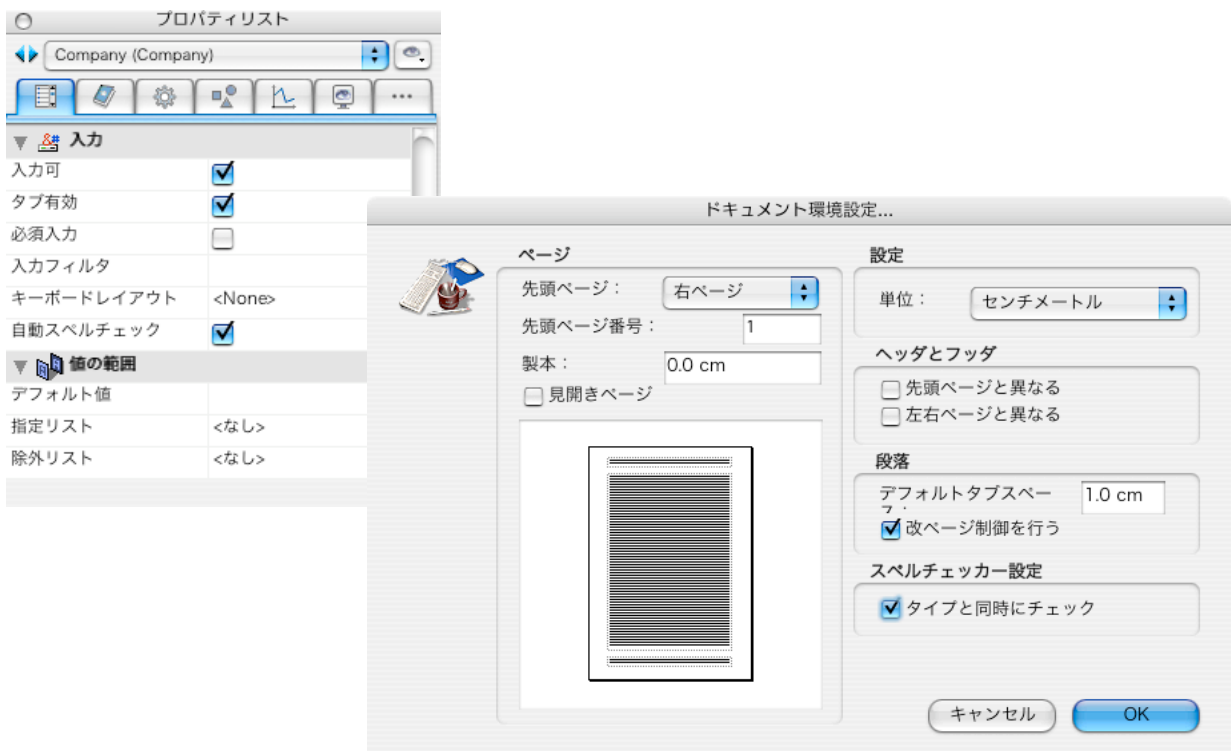 プロパティリスト
Company (Company)
入力
入力可
タブ有効
必須入力
入力フィルタ
キーボードレイアウト <None>
自動スペルチェック
値の範囲
デフォルト値
指定リスト <なし>
除外リスト <なし>
ドキュメント環境設定...
ページ
先頭ページ： 右ページ
先頭ページ番号： 1
製本： 0.0 cm
見開きページ
設定
単位： センチメートル
ヘッダとフッダ
先頭ページと異なる
左右ページと異なる
段落
デフォルトタブスペー 1.0 cm
ス：
改ページ制御を行う
スペルチェッカー設定
タイプと同時にチェック
キャンセル OK